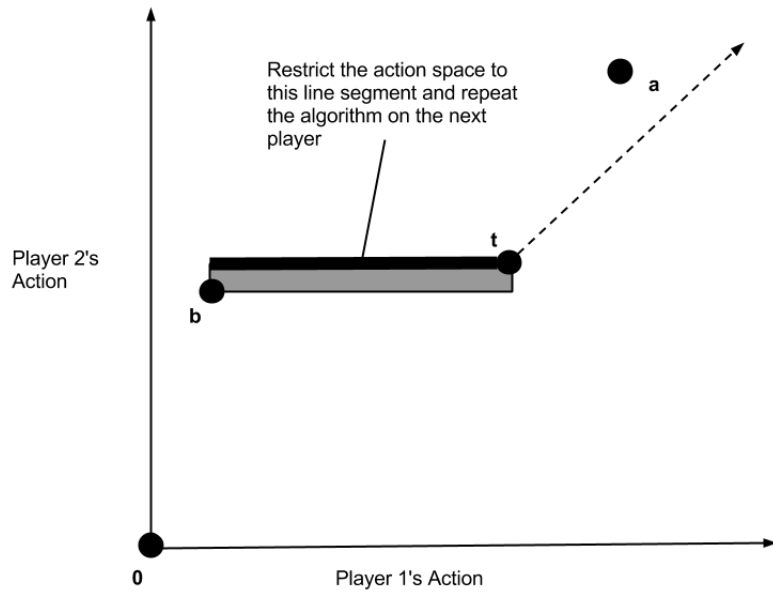 Restrict the action space to
this line segment and repeat
the algorithm on the next
player
a
t
Player 2's
Action
b
0
Player 1's Action